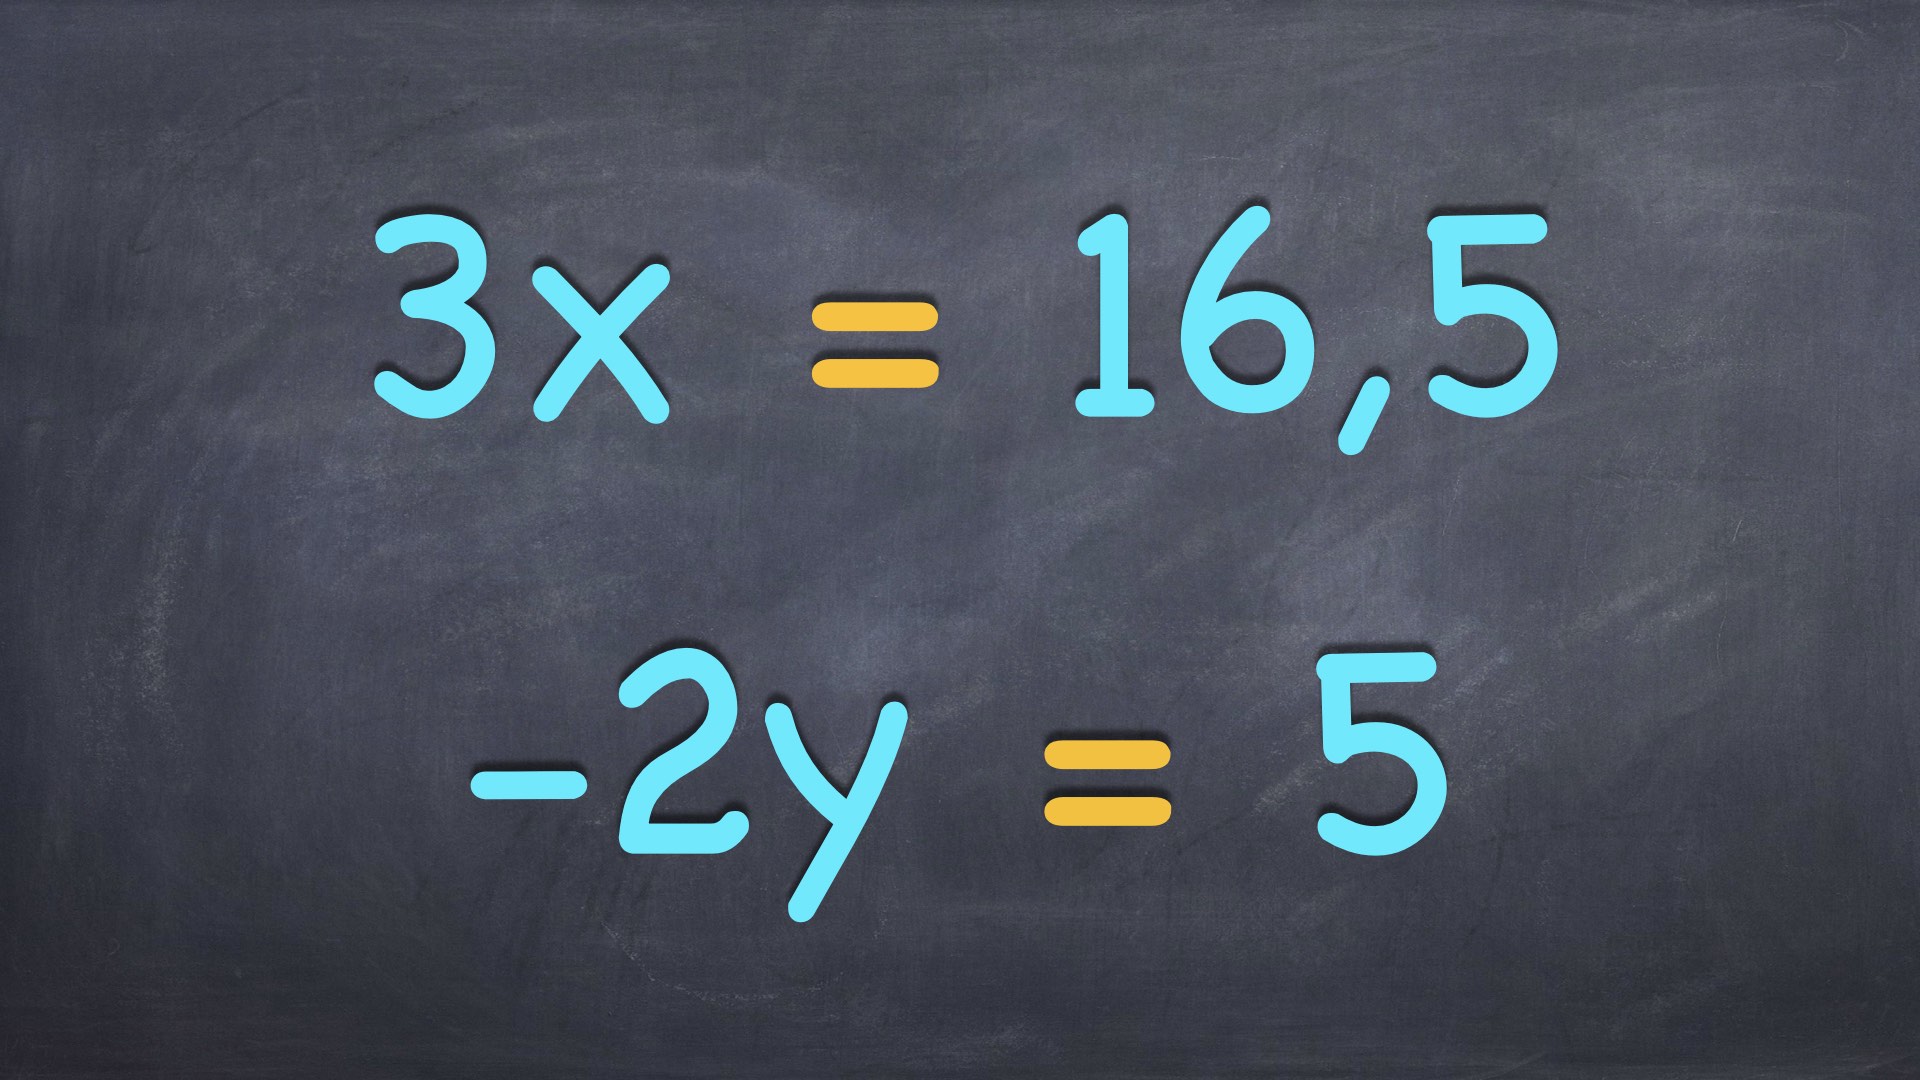 3x = 16,5
-2y = 5